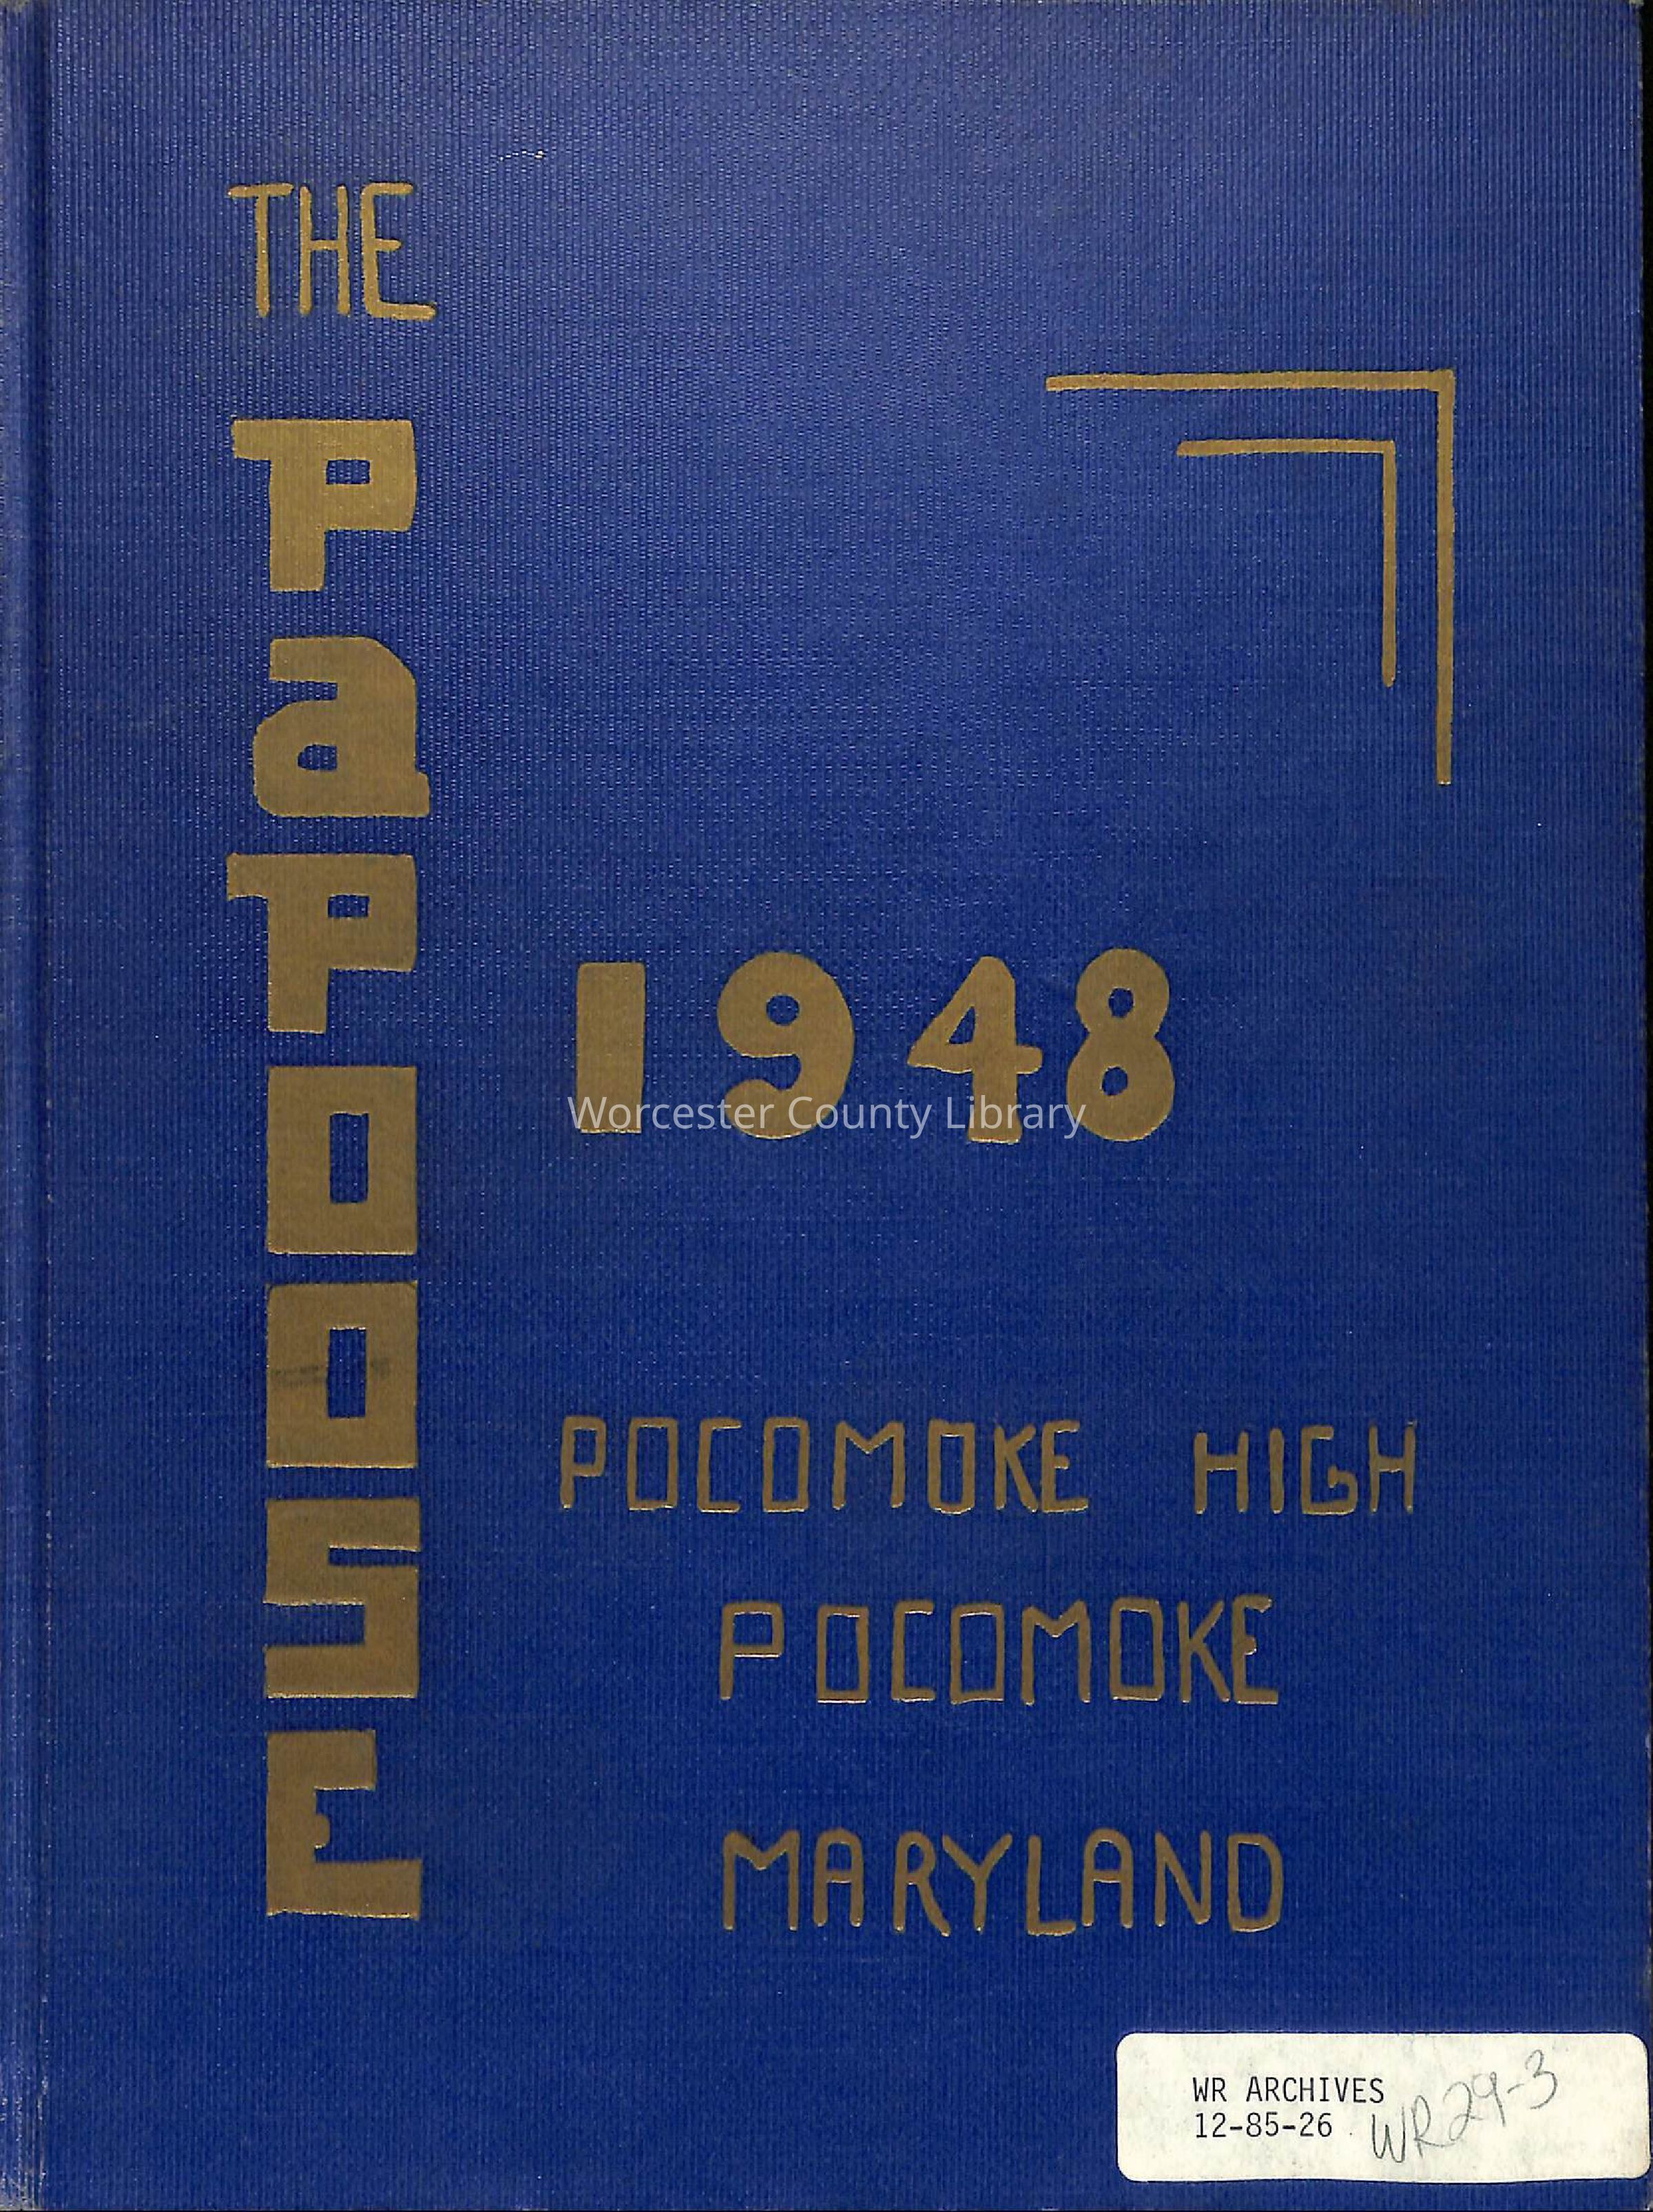 THE
PaPOOSE
1948
Worcester County Library
POCOMOKE HIGH
POCOMOKE
MARYLAND
WR ARCHIVES
12-85-26
WR29-3